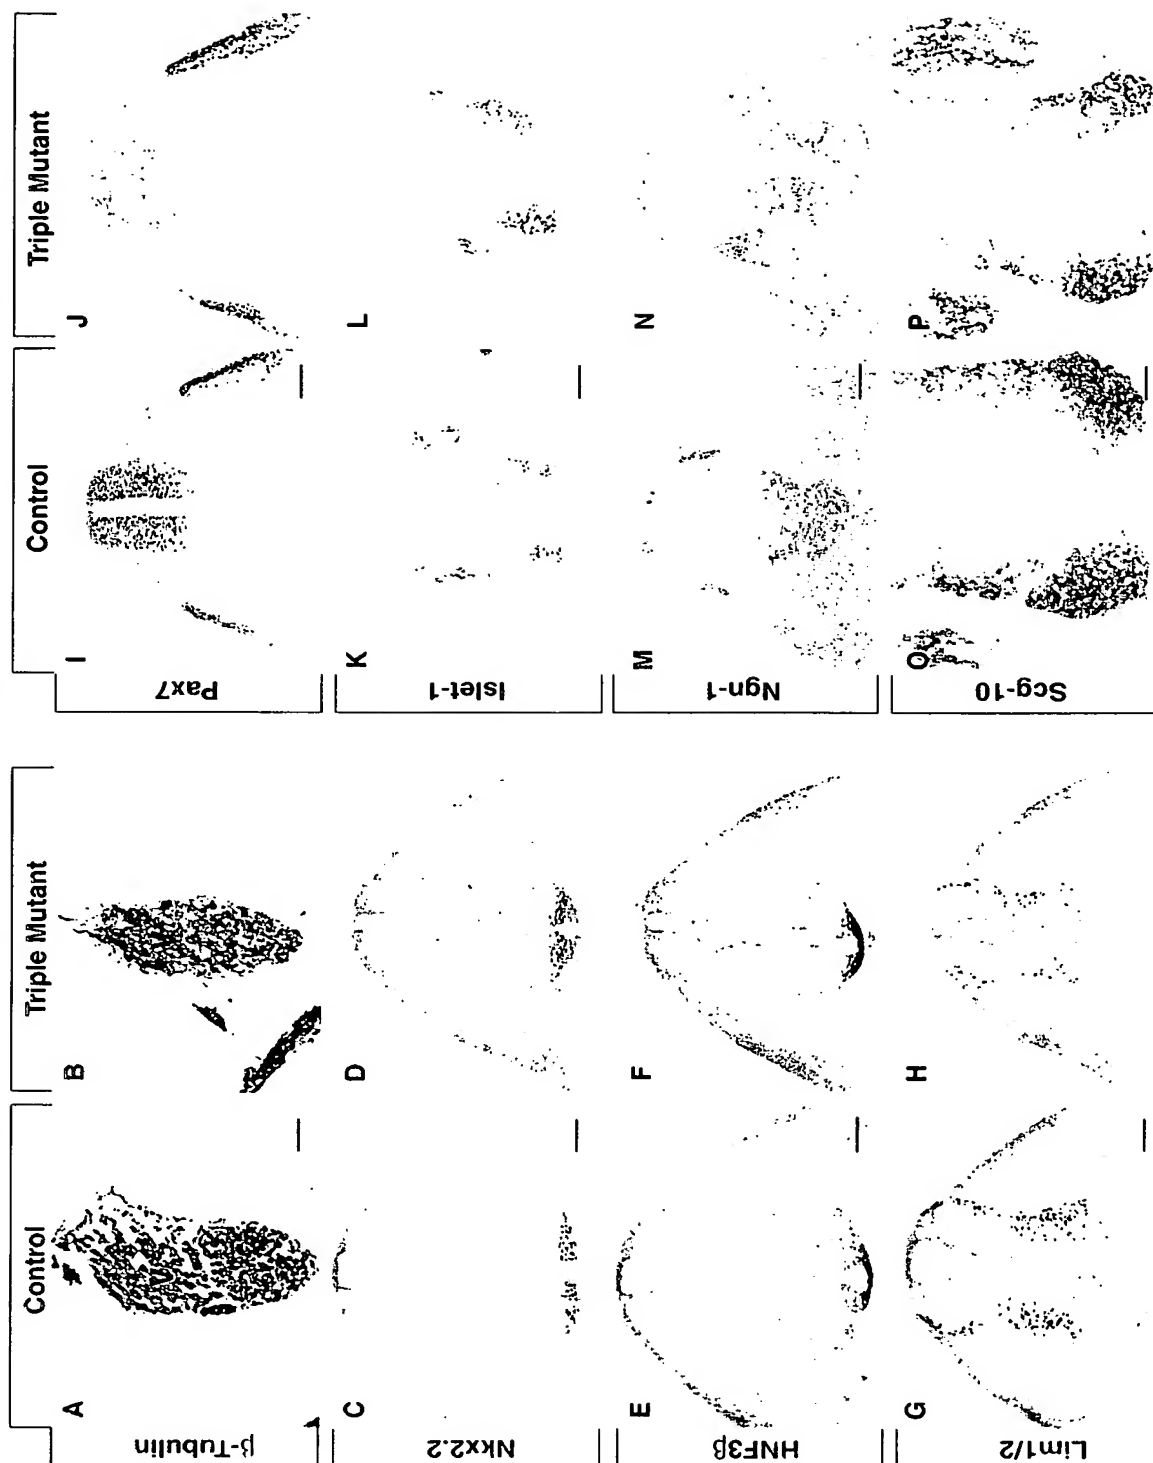 Control
Triple Mutant
β-Tubulin
A
B
Nkx2.2
C
D
HNF3β
E
F
Lim1/2
G
H
Control
Triple Mutant
Pax7
I
J
Islet-1
K
L
Ngn-1
M
N
Scg-10
O
P